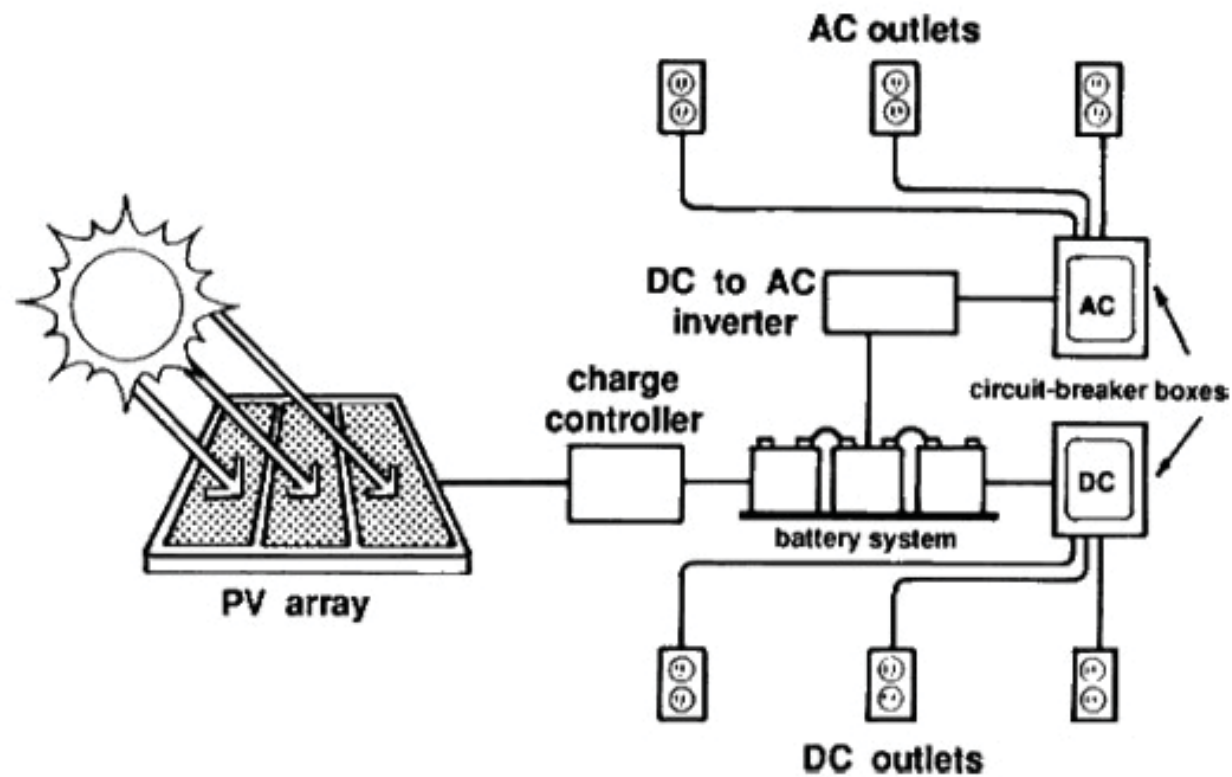 AC outlets
DC to AC
inverter
AC
charge
controller
circuit-breaker boxes
DC
battery system
PV array
DC outlets